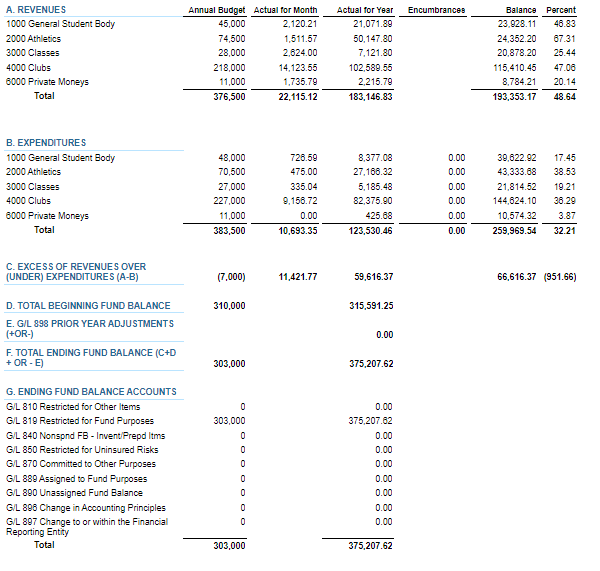 A. REVENUES Annual Budget Actual for Month Actual for Year Encumbrances Balance Percent
1000 General Student Body 45,000 2,120.21 21,071.89 23,928.11 46.83
2000 Athletics 74,500 1,511.57 50,147.80 24,352.20 67.31
3000 Classes 28,000 2,624.00 7,121.80 20,878.20 25.44
4000 Clubs 218,000 14,123.55 102,589.55 115,410.45 47.06
6000 Private Moneys 11,000 1,735.79 2,215.79 8,784.21 20.14
Total 376,500 22,115.12 183,146.83 193,353.17 48.64
B. EXPENDITURES
1000 General Student Body 48,000 726.59 8,377.08 0.00 39,622.92 17.45
2000 Athletics 70,500 475.00 27,166.32 0.00 43,333.68 38.53
3000 Classes 27,000 335.04 5,185.48 0.00 21,814.52 19.21
4000 Clubs 227,000 9,156.72 82,375.90 0.00 144,624.10 36.29
6000 Private Moneys 11,000 0.00 425.68 0.00 10,574.32 3.87
Total 383,500 10,693.35 123,530.46 0.00 259,969.54 32.21
C. EXCESS OF REVENUES OVER
(UNDER) EXPENDITURES (A-B) (7,000) 11,421.77 59,616.37 66,616.37 (951.66)
D. TOTAL BEGINNING FUND BALANCE 310,000 315,591.25
E. G/L 898 PRIOR YEAR ADJUSTMENTS
(+OR-) 0.00
F. TOTAL ENDING FUND BALANCE (C+D
+ OR - E) 303,000 375,207.62
G. ENDING FUND BALANCE ACCOUNTS
G/L 810 Restricted for Other Items 0 0.00
G/L 819 Restricted for Fund Purposes 303,000 375,207.62
G/L 840 Nonspnd FB - Invent/Prepd Itms 0 0.00
G/L 850 Restricted for Uninsured Risks 0 0.00
G/L 870 Committed to Other Purposes 0 0.00
G/L 889 Assigned to Fund Purposes 0 0.00
G/L 890 Unassigned Fund Balance 0 0.00
G/L 896 Change in Accounting Principles 0 0.00
G/L 897 Change to or within the Financial 0 0.00
Reporting Entity
Total 303,000 375,207.62